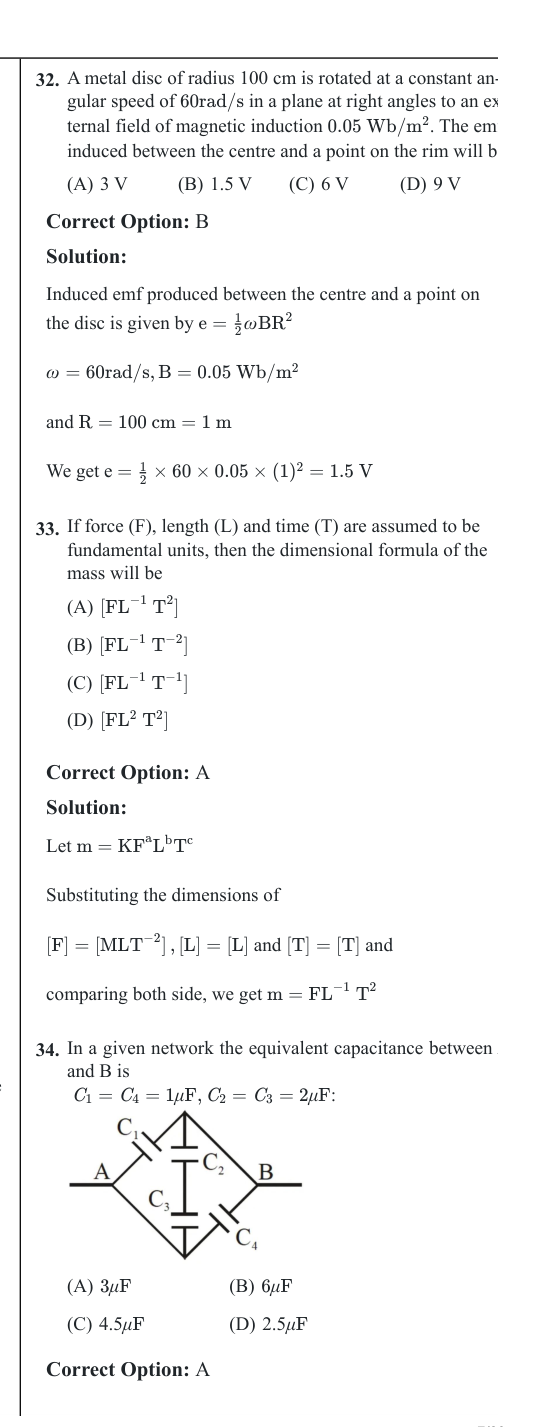 32. A metal disc of radius 100 cm is rotated at a constant an-
gular speed of 60rad/s in a plane at right angles to an ex
ternal field of magnetic induction 0.05 Wb/m². The em
induced between the centre and a point on the rim will b
(A) 3 V (B) 1.5 V (C) 6 V (D) 9 V
Correct Option: B
Solution:
Induced emf produced between the centre and a point on
the disc is given by e = ½ωBR²
ω = 60rad/s, B = 0.05 Wb/m²
and R = 100 cm = 1 m
We get e = ½ × 60 × 0.05 × (1)² = 1.5 V
33. If force (F), length (L) and time (T) are assumed to be
fundamental units, then the dimensional formula of the
mass will be
(A) [FL⁻¹ T²]
(B) [FL⁻¹ T⁻²]
(C) [FL⁻¹ T⁻¹]
(D) [FL² T²]
Correct Option: A
Solution:
Let m = KFᵃLᵇTᶜ
Substituting the dimensions of
[F] = [MLT⁻²], [L] = [L] and [T] = [T] and
comparing both side, we get m = FL⁻¹ T²
34. In a given network the equivalent capacitance between
and B is
C₁ = C₄ = 1μF, C₂ = C₃ = 2μF:
C₁
A C₂ B
C₃
C₄
(A) 3μF (B) 6μF
(C) 4.5μF (D) 2.5μF
Correct Option: A